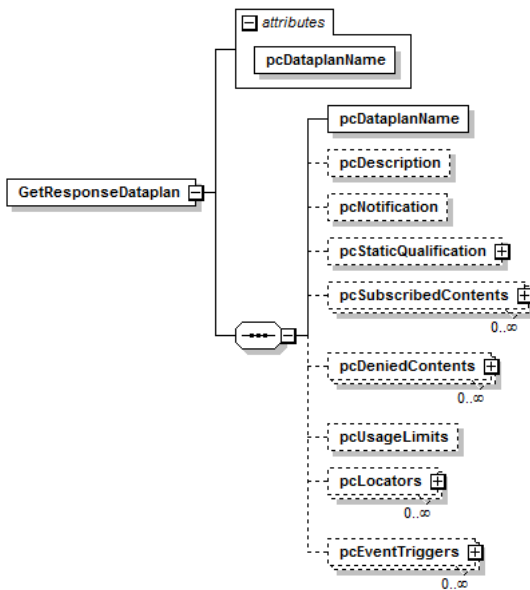 attributes
pcDataplanName
pcDataplanName
pcDescription
GetResponseDataplan
pcNotification
pcStaticQualification
pcSubscribedContents
0..∞
pcDeniedContents
0..∞
pcUsageLimits
pcLocators
0..∞
pcEventTriggers
0..∞